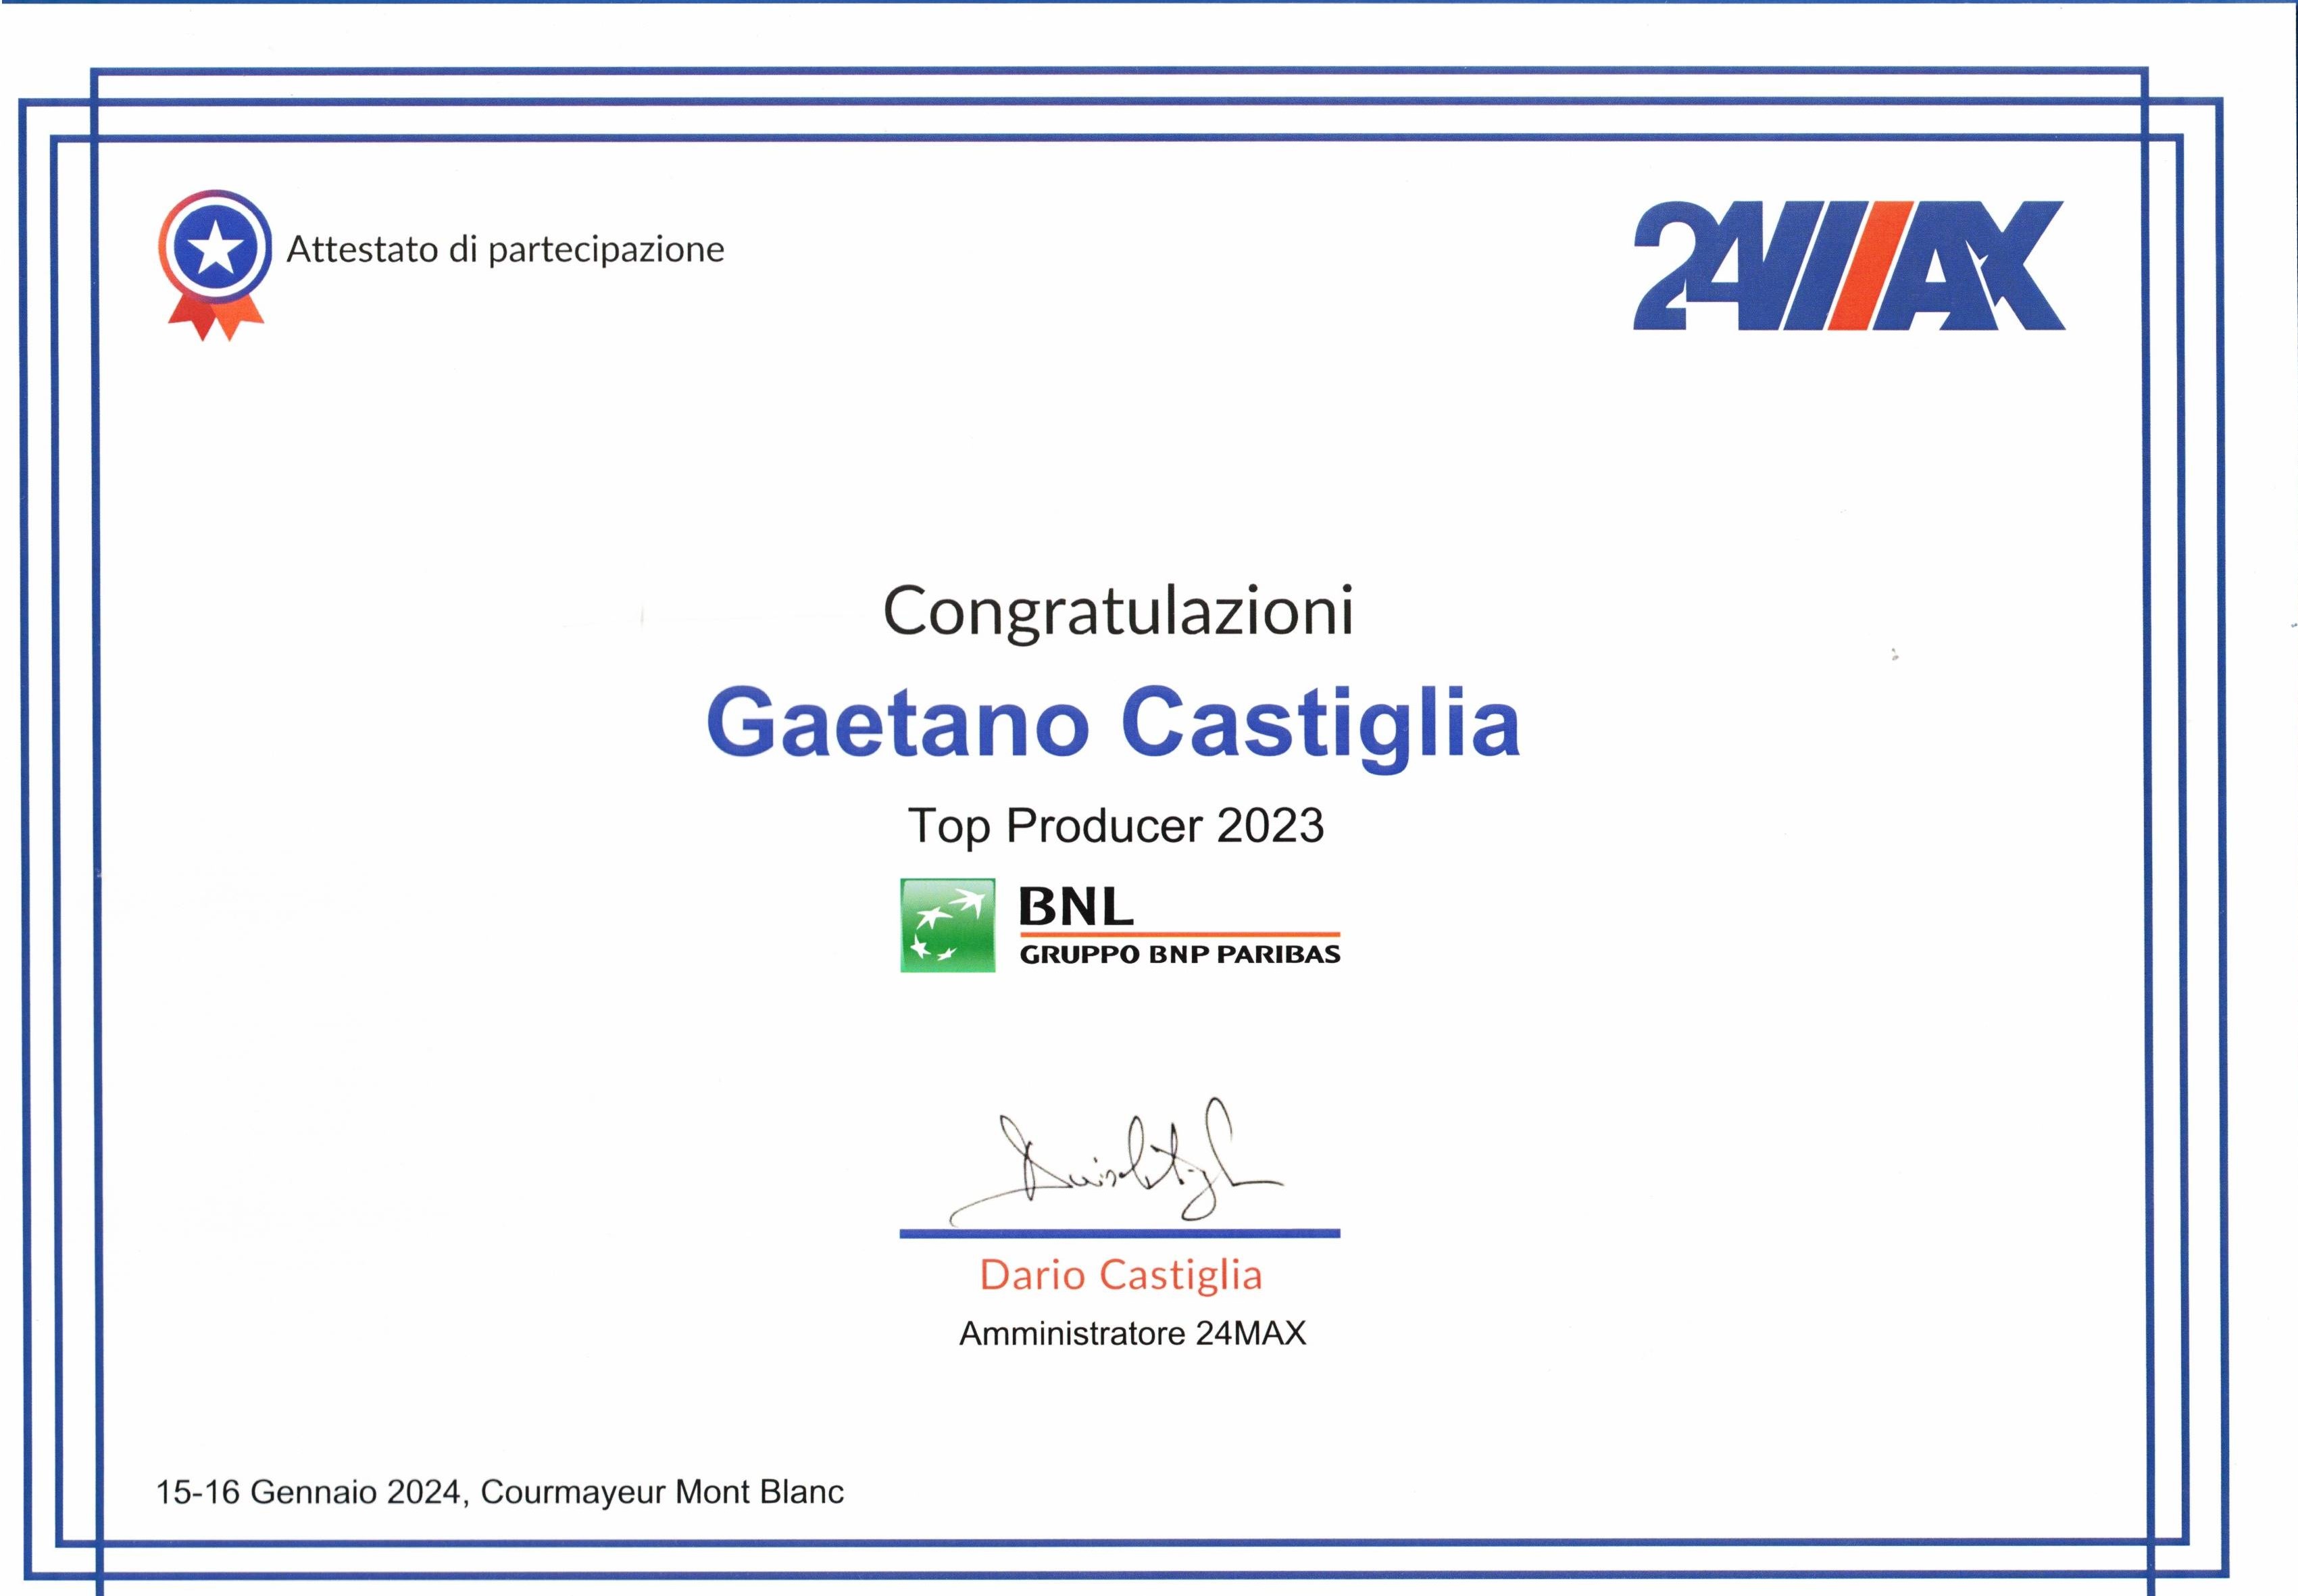 Attestato di partecipazione
24MAX
Congratulazioni
Gaetano Castiglia
Top Producer 2023
BNL
GRUPPO BNP PARIBAS
Dario Castiglia
Amministratore 24MAX
15-16 Gennaio 2024, Courmayeur Mont Blanc